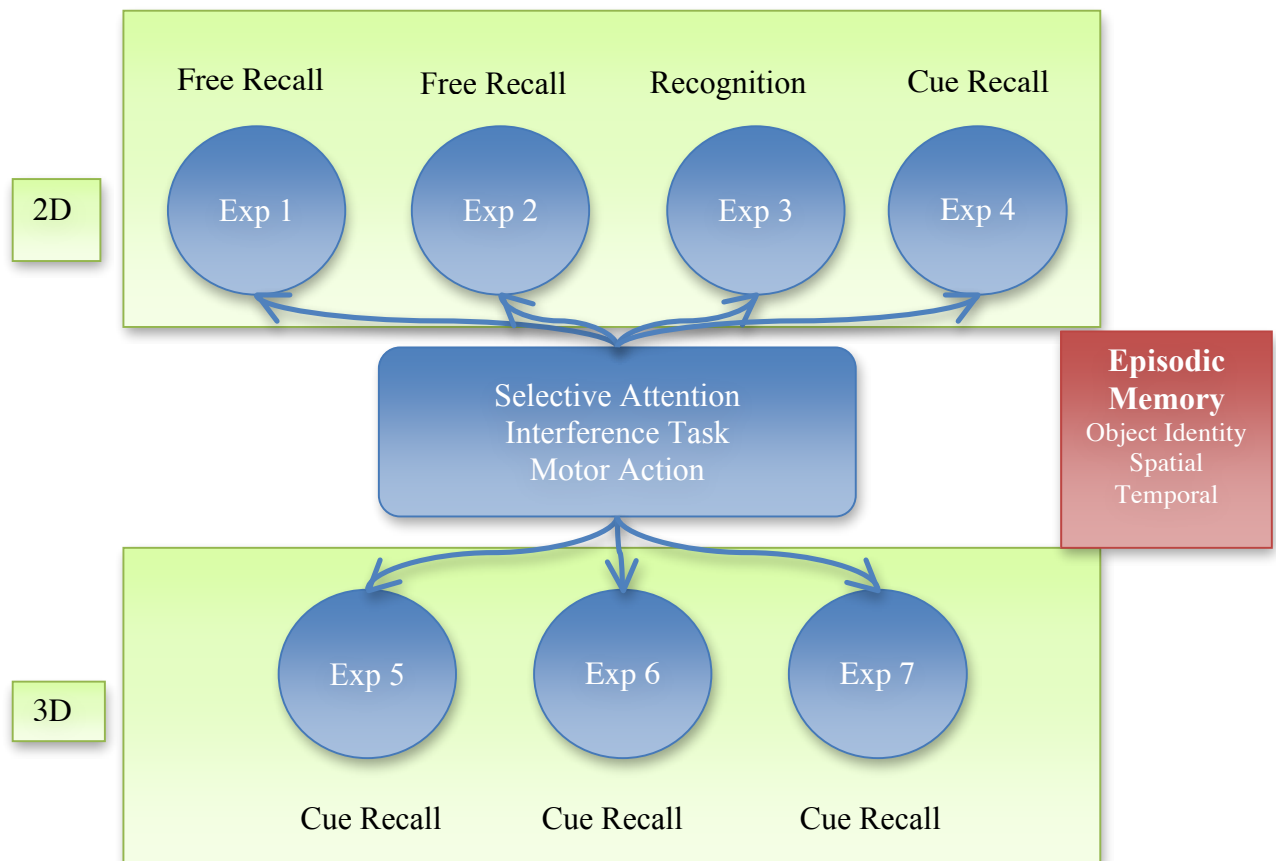 Free Recall
Free Recall
Recognition
Cue Recall
2D
Exp 1
Exp 2
Exp 3
Exp 4
Selective Attention
Interference Task
Motor Action
Episodic
Memory
Object Identity
Spatial
Temporal
3D
Exp 5
Exp 6
Exp 7
Cue Recall
Cue Recall
Cue Recall